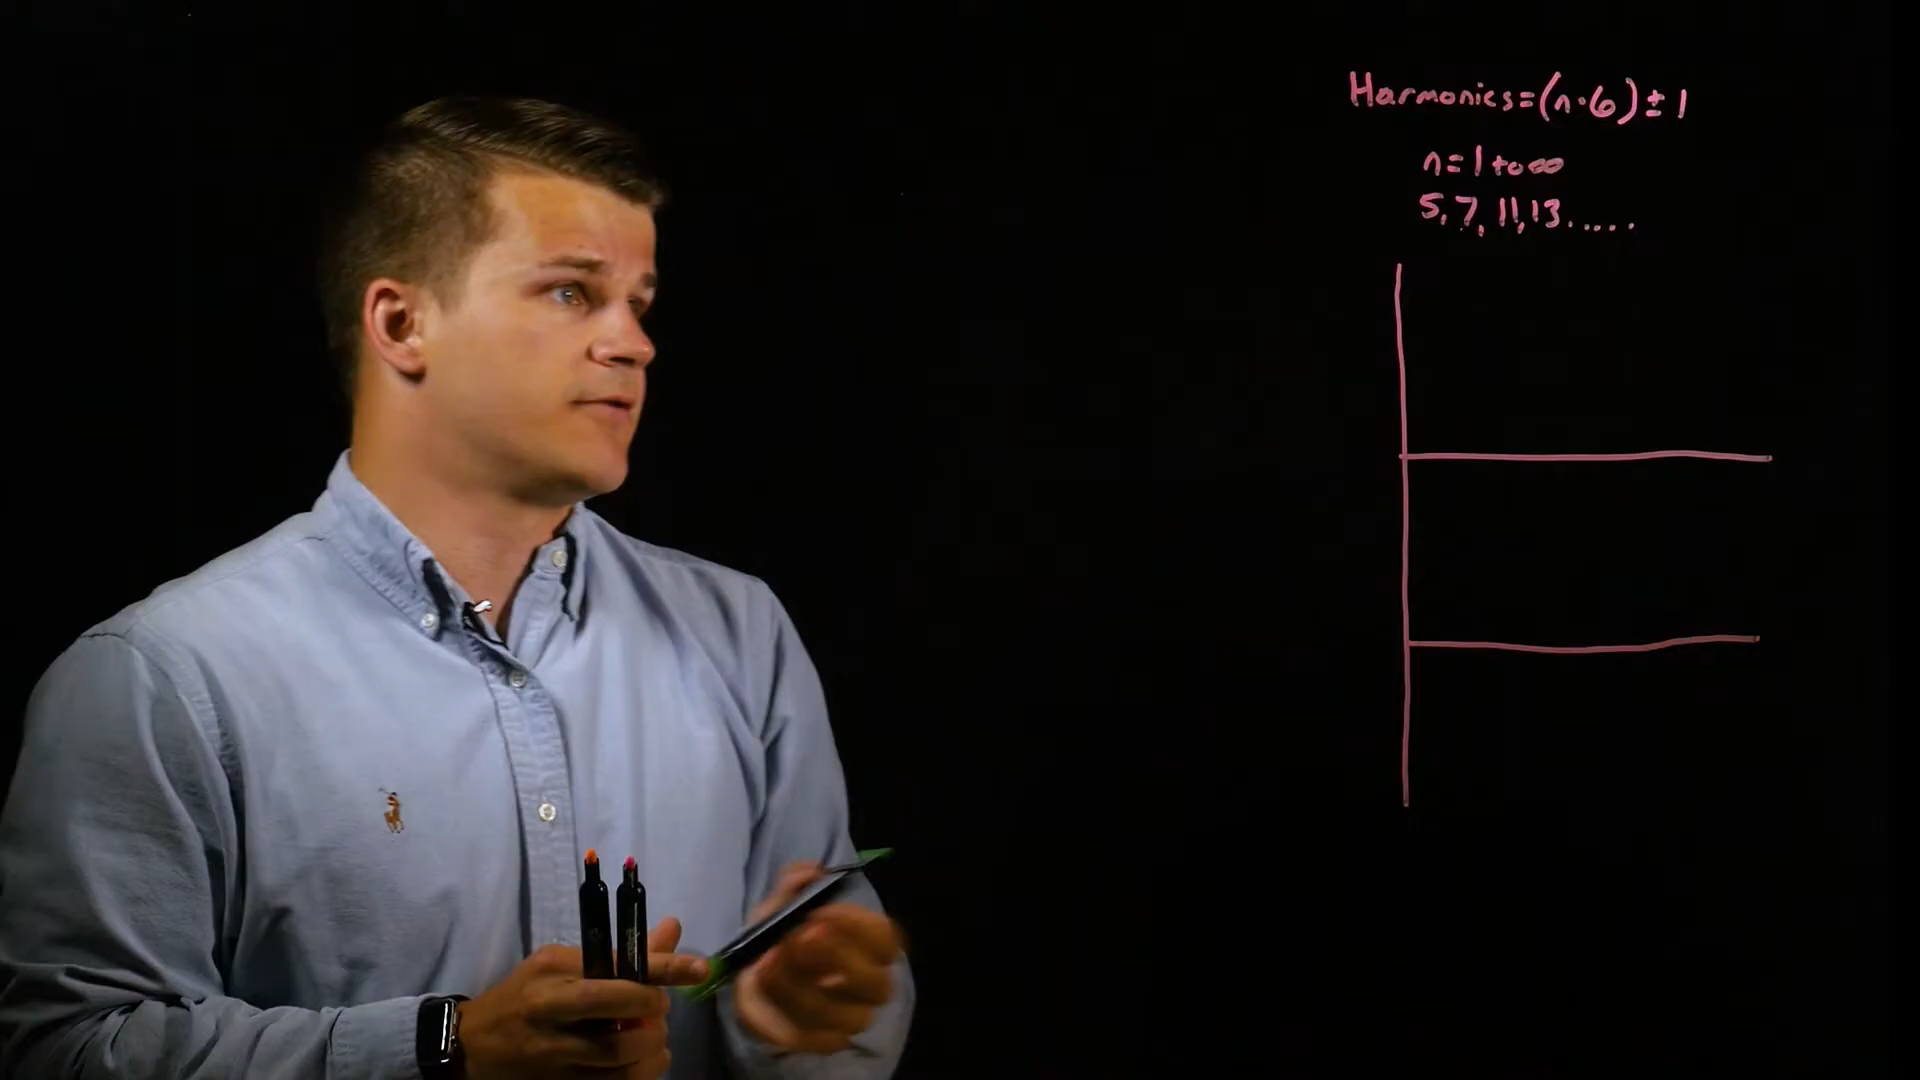 Harmonics=(n·6)±1
n=1 to ∞
5,7,11,13.....